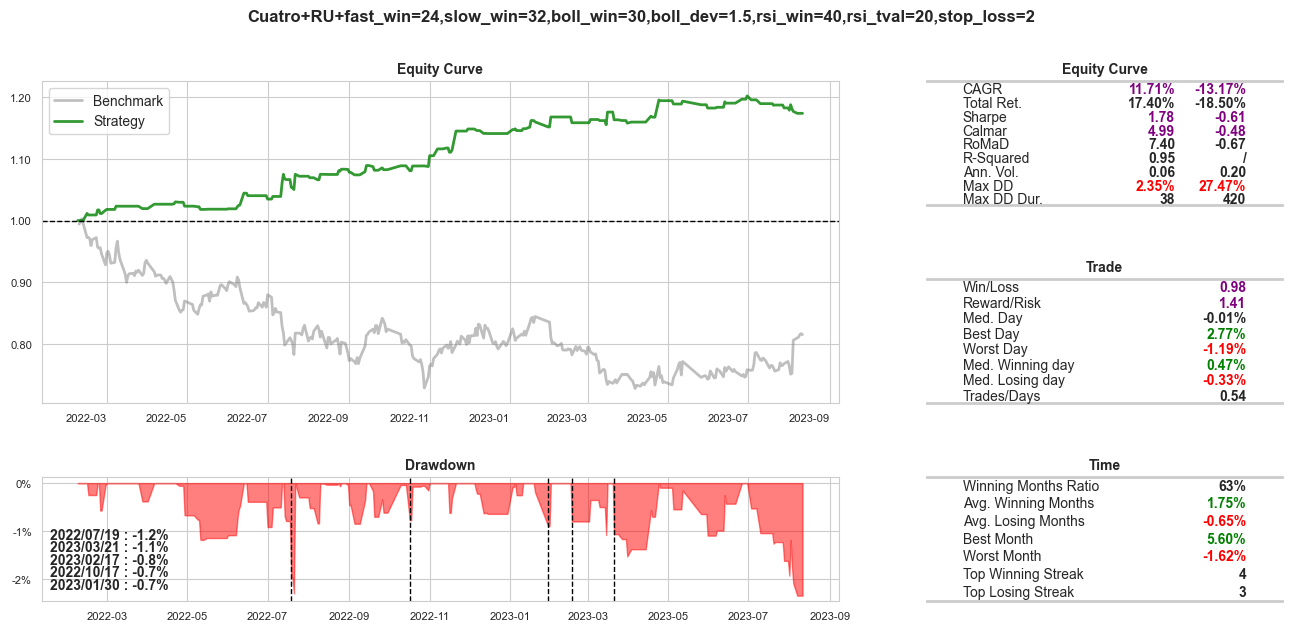 Cuatro+RU+fast_win=24,slow_win=32,boll_win=30,boll_dev=1.5,rsi_win=40,rsi_tval=20,stop_loss=2
Equity Curve
Benchmark
Strategy
1.20
1.10
1.00
0.90
0.80
2022-03 2022-05 2022-07 2022-09 2022-11 2023-01 2023-03 2023-05 2023-07 2023-09
Equity Curve
CAGR 11.71% -13.17%
Total Ret. 17.40% -18.50%
Sharpe 1.78 -0.61
Calmar 4.99 -0.48
RoMaD 7.40 -0.67
R-Squared 0.95 /
Ann. Vol. 0.06 0.20
Max DD 2.35% 27.47%
Max DD Dur. 38 420
Trade
Win/Loss 0.98
Reward/Risk 1.41
Med. Day -0.01%
Best Day 2.77%
Worst Day -1.19%
Med. Winning day 0.47%
Med. Losing day -0.33%
Trades/Days 0.54
Drawdown
0%
-1%
-2%
2022/07/19 : -1.2%
2023/03/21 : -1.1%
2023/02/17 : -0.8%
2022/10/17 : -0.7%
2023/01/30 : -0.7%
2022-03 2022-05 2022-07 2022-09 2022-11 2023-01 2023-03 2023-05 2023-07 2023-09
Time
Winning Months Ratio 63%
Avg. Winning Months 1.75%
Avg. Losing Months -0.65%
Best Month 5.60%
Worst Month -1.62%
Top Winning Streak 4
Top Losing Streak 3